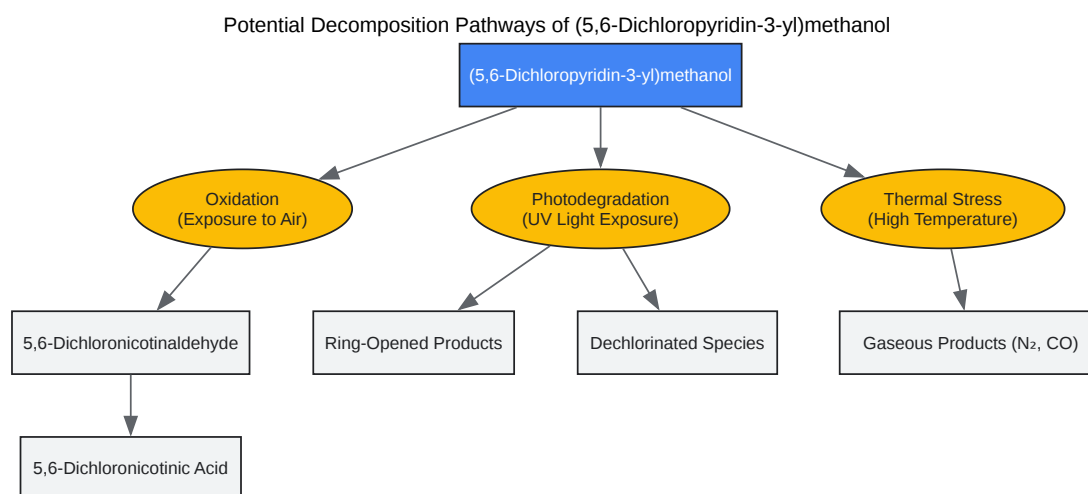 Potential Decomposition Pathways of (5,6-Dichloropyridin-3-yl)methanol
(5,6-Dichloropyridin-3-yl)methanol
Oxidation
(Exposure to Air)
Photodegradation
(UV Light Exposure)
Thermal Stress
(High Temperature)
5,6-Dichloronicotinaldehyde
Ring-Opened Products
Dechlorinated Species
Gaseous Products (N₂, CO)
5,6-Dichloronicotinic Acid